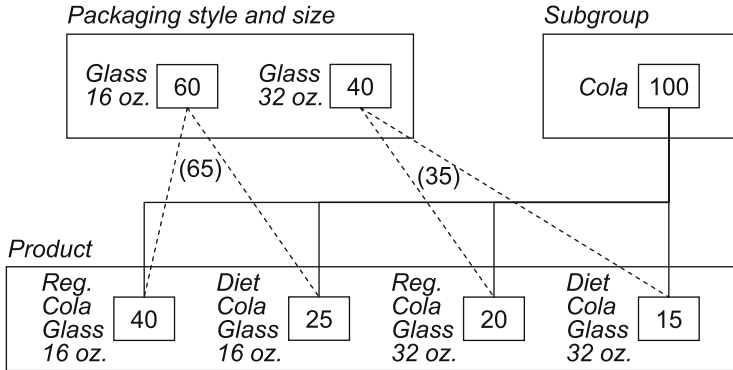 Packaging style and size
Subgroup
Glass
16 oz.
60
Glass
32 oz.
40
Cola
100
(65)
(35)
Product
Reg.
Cola
Glass
16 oz.
40
Diet
Cola
Glass
16 oz.
25
Reg.
Cola
Glass
32 oz.
20
Diet
Cola
Glass
32 oz.
15